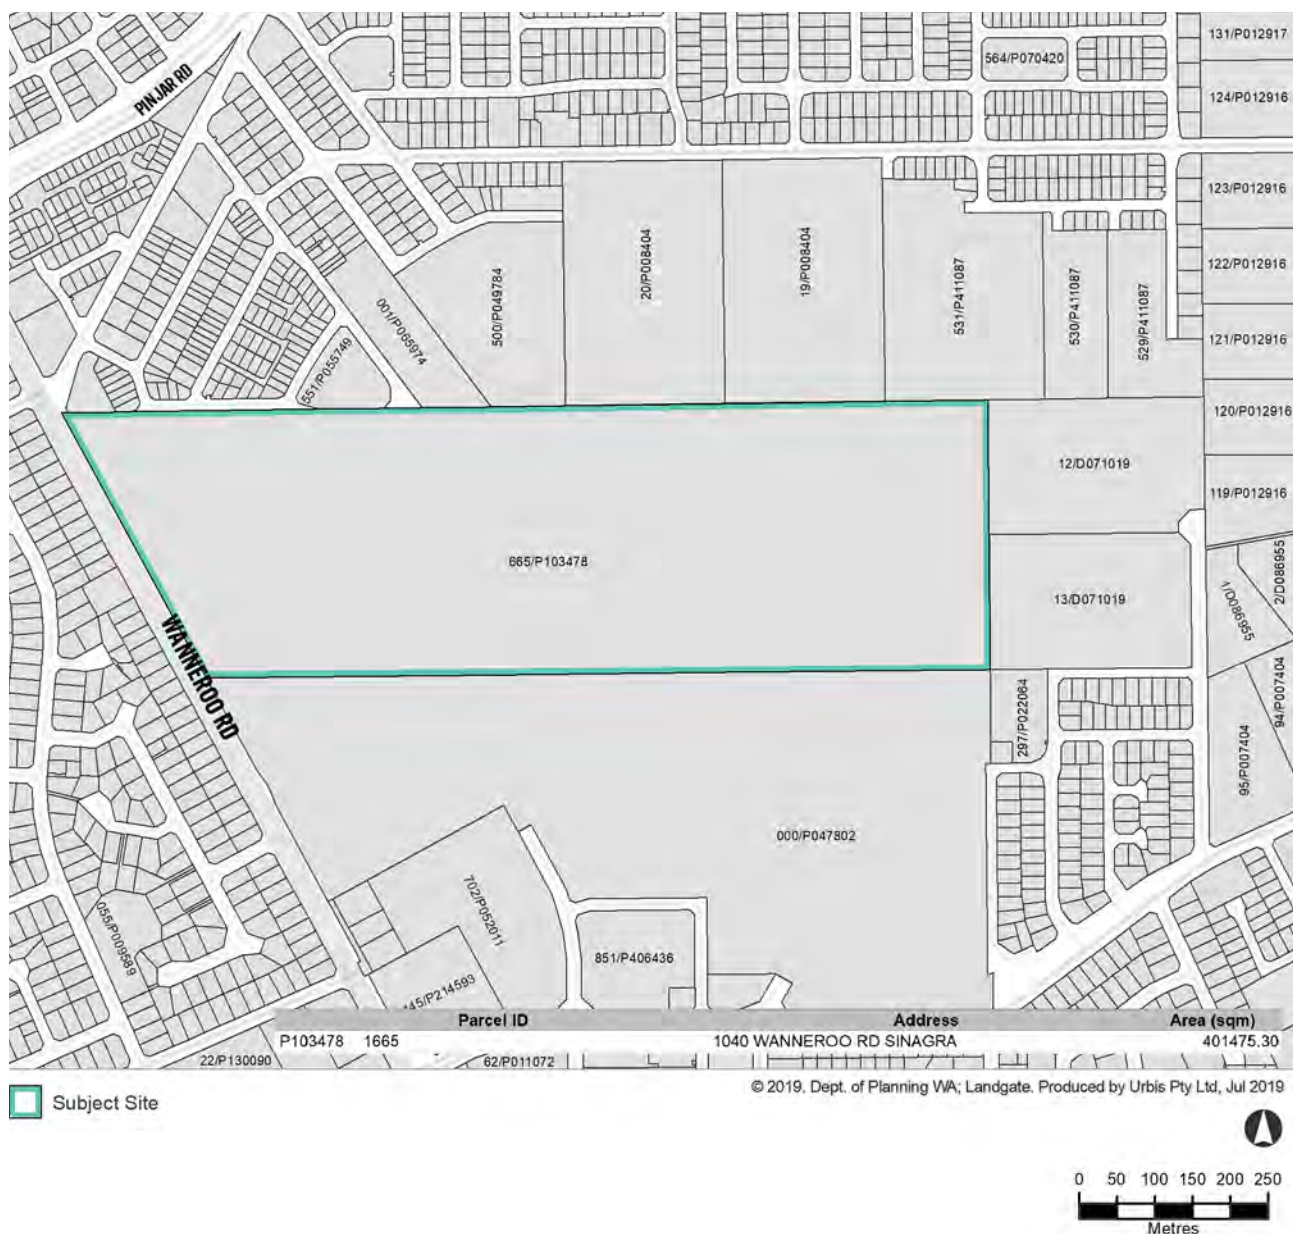 131/P012917
564/P070420
PINJAR RD
124/P012916
123/P012916
20/P008404
19/P008404
122/P012916
500/P049784
531/P411087
530/P411087
529/P411087
001/P065974
121/P012916
551/P055749
120/P012916
12/D071019
119/P012916
665/P103478
2/D086955
13/D071019
1/D086955
WANNEROO RD
94/P007404
297/P022064
95/P007404
000/P047802
702/P052011
055/P009589
851/P406436
45/P214593
Parcel ID Address Area (sqm)
P103478 1665 1040 WANNEROO RD SINAGRA 401475.30
22/P130090
62/P011072
© 2019. Dept. of Planning WA; Landgate. Produced by Urbis Pty Ltd, Jul 2019
Subject Site
0 50 100 150 200 250
Metres